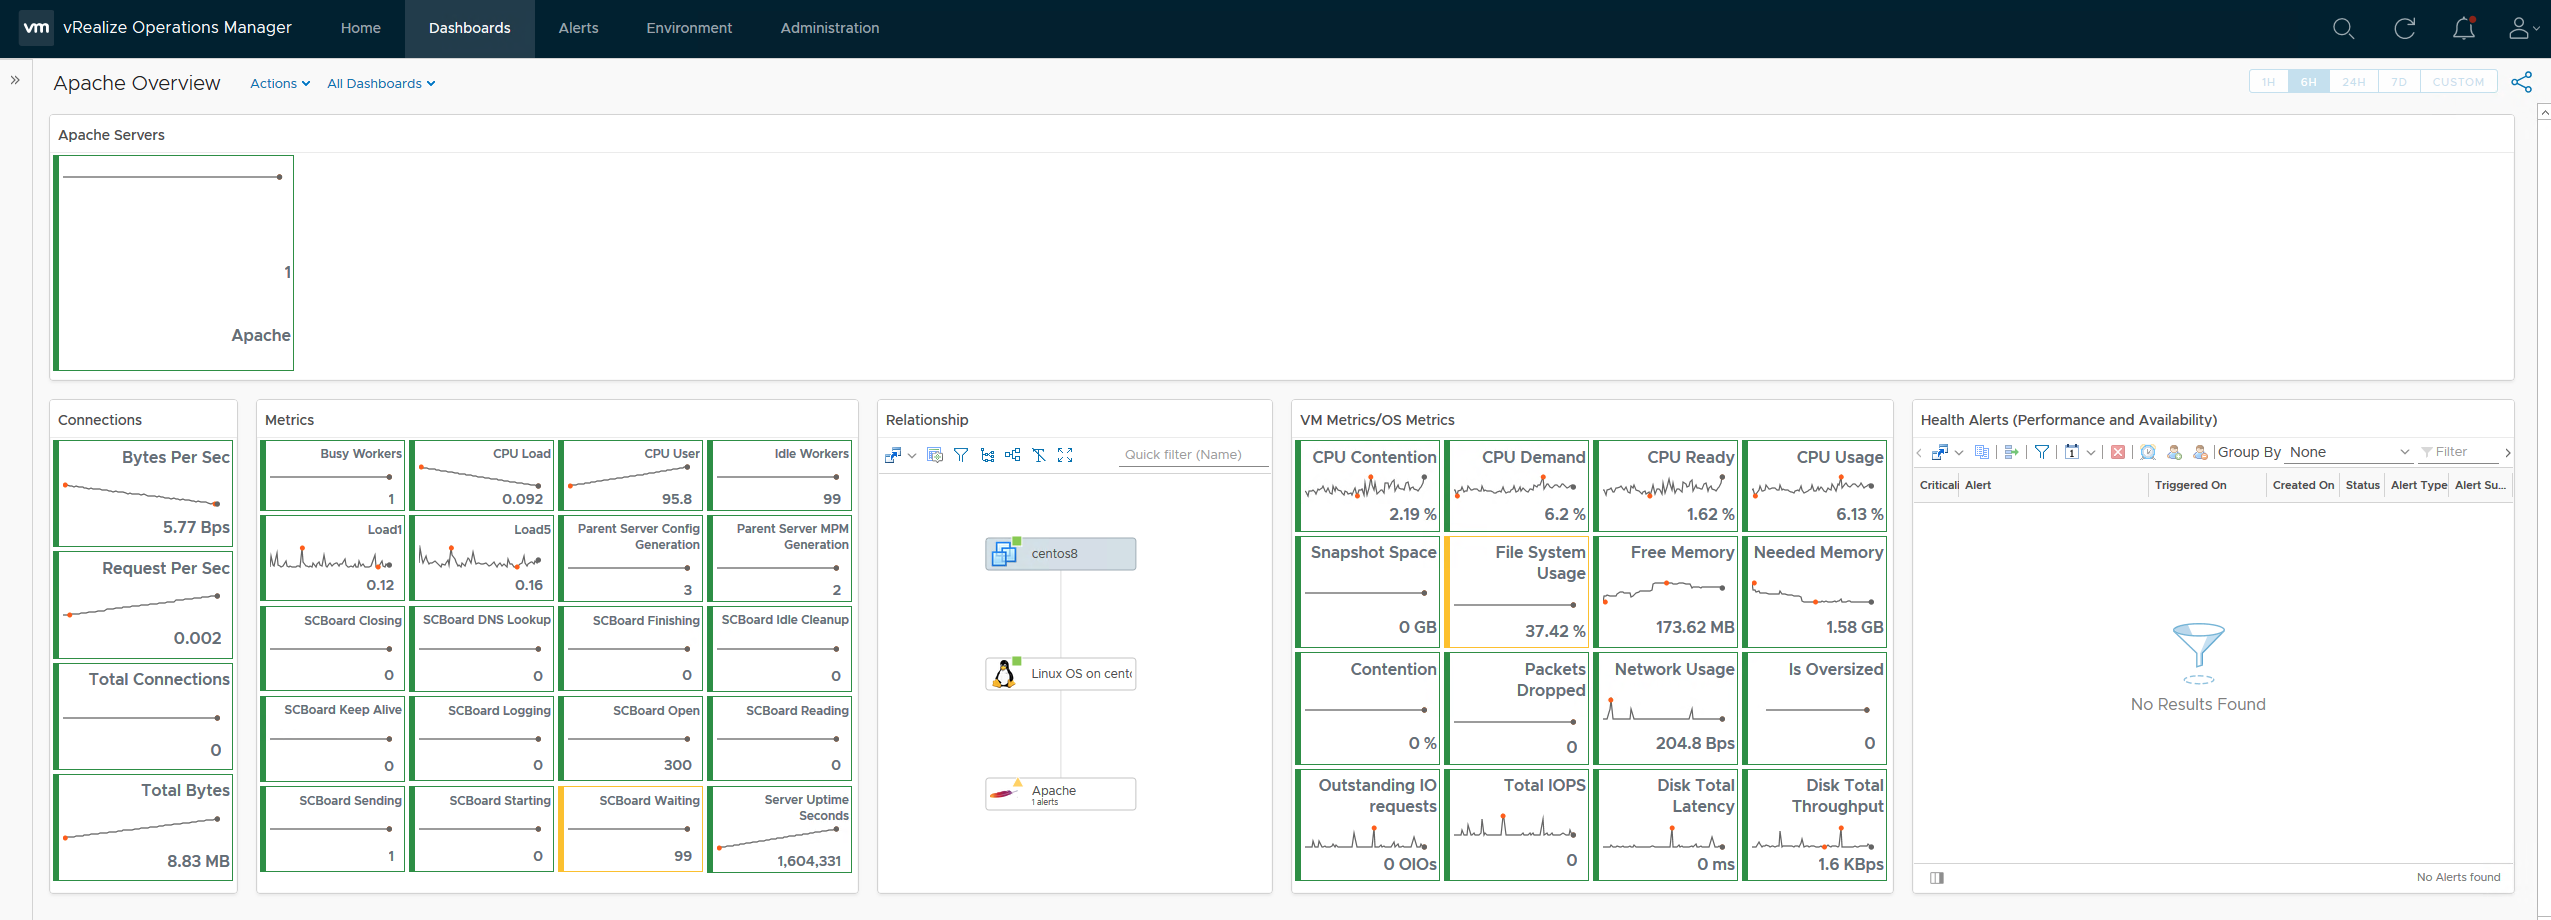 vm vRealize Operations Manager Home Dashboards Alerts Environment Administration
Apache Overview Actions All Dashboards 1H 6H 24H 7D CUSTOM
Apache Servers
1
Apache
Connections
Bytes Per Sec
5.77 Bps
Request Per Sec
0.002
Total Connections
0
Total Bytes
8.83 MB
Metrics
Busy Workers
1
CPU Load
0.092
CPU User
95.8
Idle Workers
99
Load1
0.12
Load5
0.16
Parent Server Config
Generation
3
Parent Server MPM
Generation
2
SCBoard Closing
0
SCBoard DNS Lookup
0
SCBoard Finishing
0
SCBoard Idle Cleanup
0
SCBoard Keep Alive
0
SCBoard Logging
0
SCBoard Open
300
SCBoard Reading
0
SCBoard Sending
1
SCBoard Starting
0
SCBoard Waiting
99
Server Uptime
Seconds
1,604,331
Relationship
Quick filter (Name)
centos8
Linux OS on cent
Apache
1 alerts
VM Metrics/OS Metrics
CPU Contention
2.19 %
CPU Demand
6.2 %
CPU Ready
1.62 %
CPU Usage
6.13 %
Snapshot Space
0 GB
File System
Usage
37.42 %
Free Memory
173.62 MB
Needed Memory
1.58 GB
Contention
0 %
Packets
Dropped
0
Network Usage
204.8 Bps
Is Oversized
0
Outstanding IO
requests
0 OIOs
Total IOPS
0
Disk Total
Latency
0 ms
Disk Total
Throughput
1.6 KBps
Health Alerts (Performance and Availability)
1 Group By None Filter
Criticali Alert Triggered On Created On Status Alert Type Alert Su...
No Results Found
No Alerts found